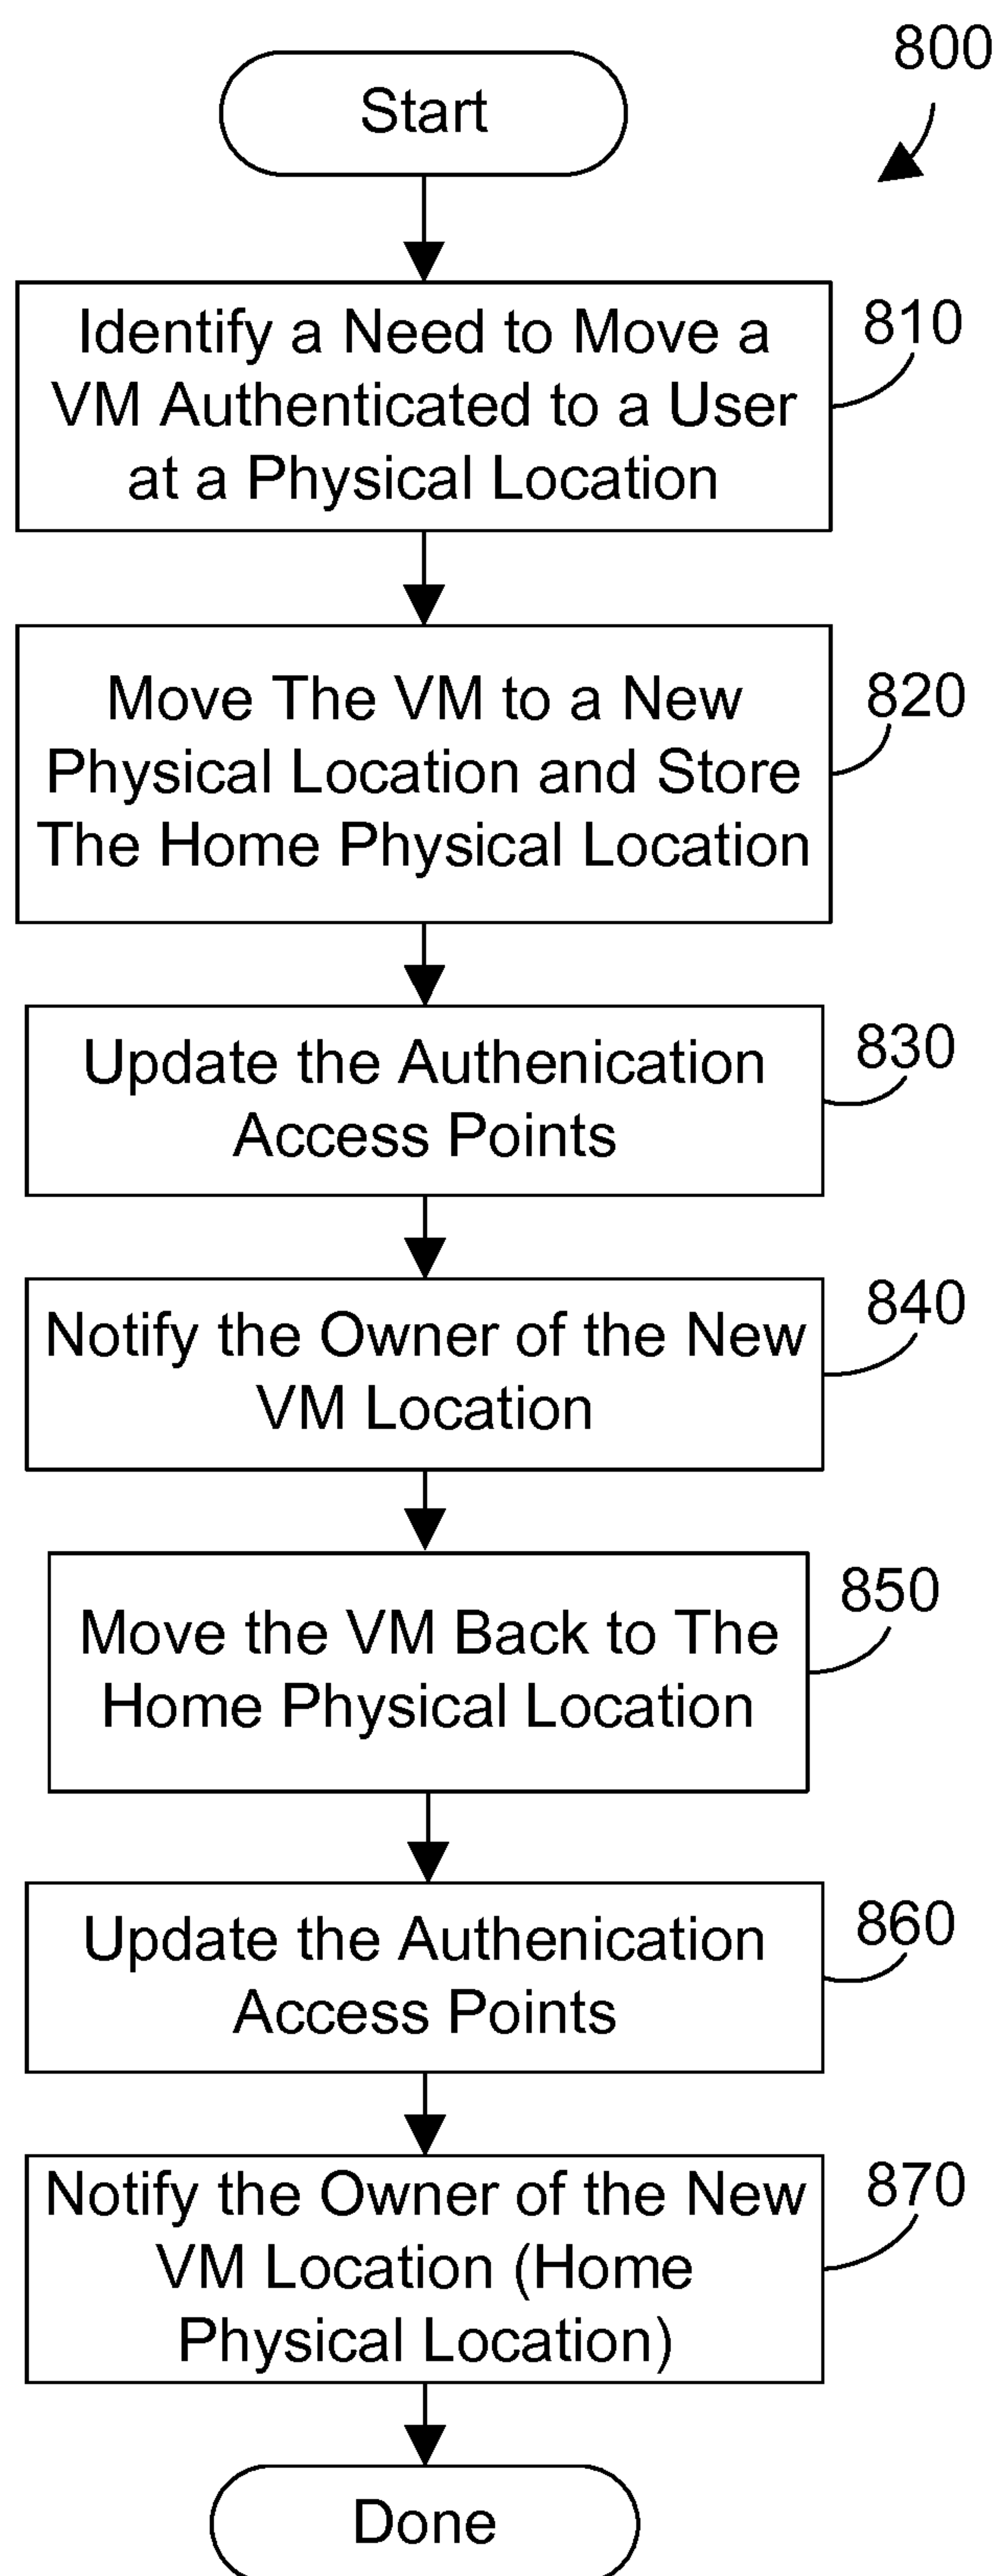 800
Start
Identify a Need to Move a
VM Authenticated to a User
at a Physical Location
810
Move The VM to a New
Physical Location and Store
The Home Physical Location
820
Update the Authenication
Access Points
830
Notify the Owner of the New
VM Location
840
Move the VM Back to The
Home Physical Location
850
Update the Authenication
Access Points
860
Notify the Owner of the New
VM Location (Home
Physical Location)
870
Done